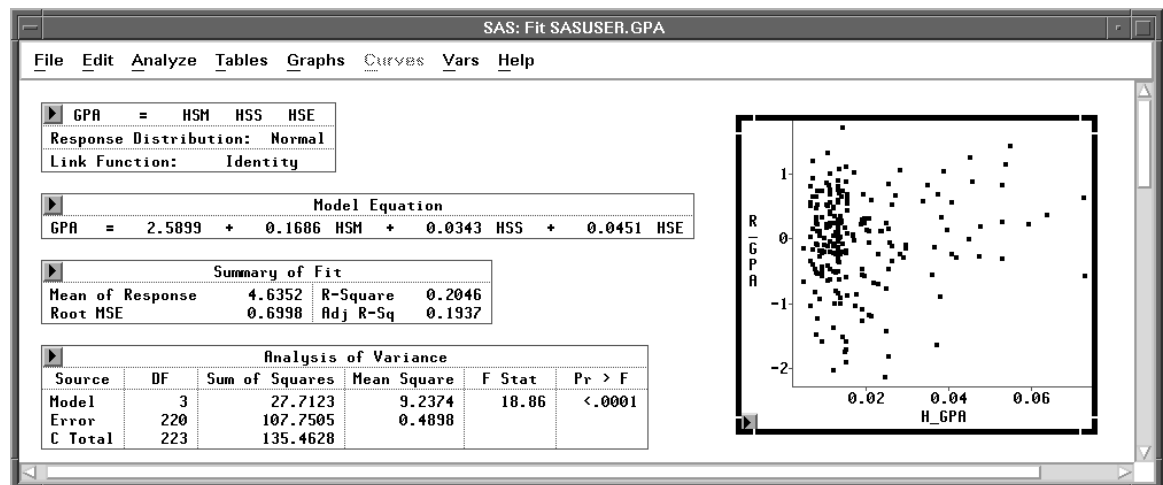 SAS: Fit SASUSER.GPA
File Edit Analyze Tables Graphs Curves Vars Help
GPA = HSM HSS HSE
Response Distribution: Normal
Link Function: Identity
Model Equation
GPA = 2.5899 + 0.1686 HSM + 0.0343 HSS + 0.0451 HSE
Summary of Fit
Mean of Response 4.6352 R-Square 0.2046
Root MSE 0.6998 Adj R-Sq 0.1937
Analysis of Variance
Source DF Sum of Squares Mean Square F Stat Pr > F
Model 3 27.7123 9.2374 18.86 <.0001
Error 220 107.7505 0.4898
C Total 223 135.4628
R_GPA
1
0
-1
-2
0.02 0.04 0.06
H_GPA